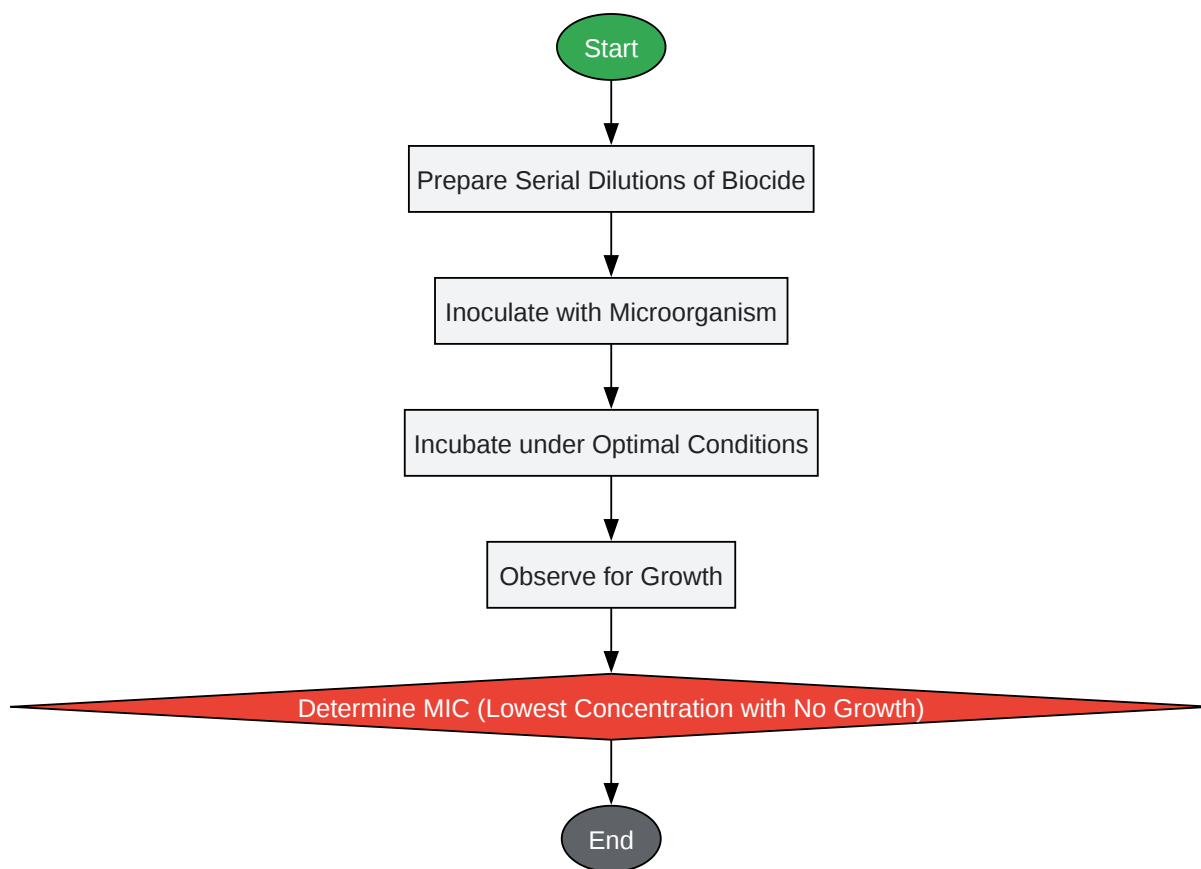 Start
Prepare Serial Dilutions of Biocide
Inoculate with Microorganism
Incubate under Optimal Conditions
Observe for Growth
Determine MIC (Lowest Concentration with No Growth)
End